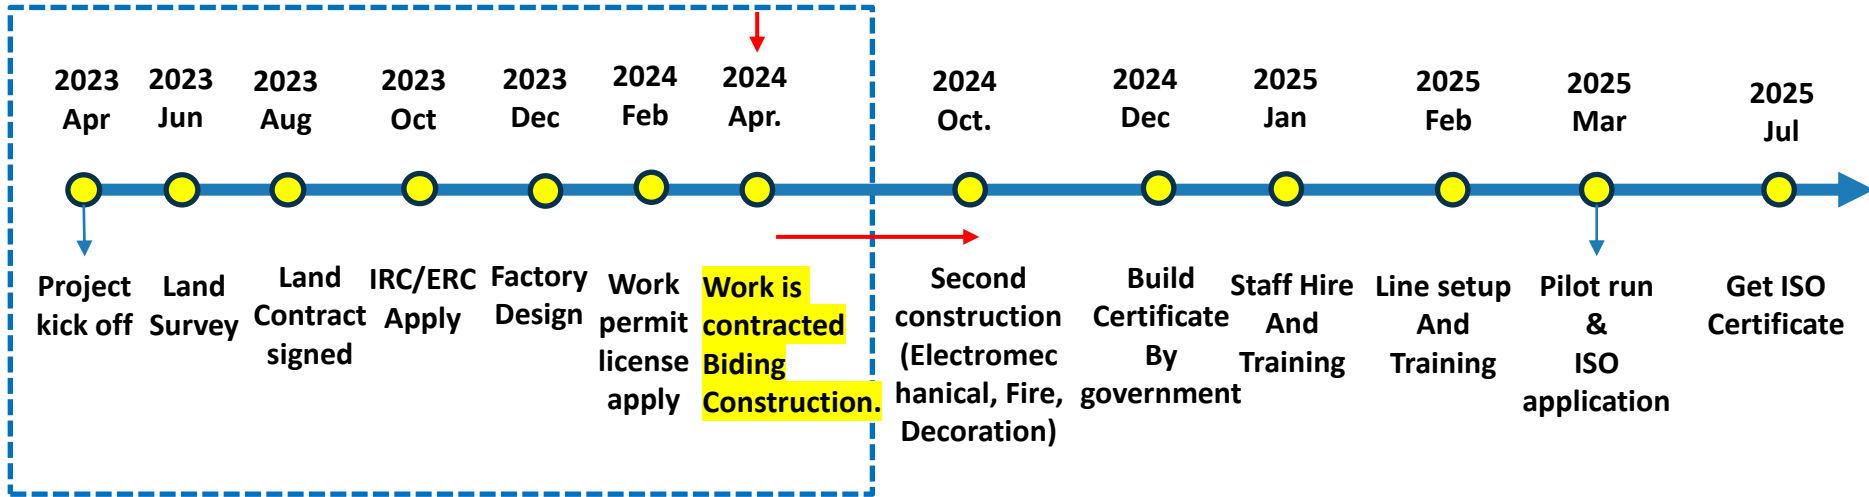 2023
Apr
2023
Jun
2023
Aug
2023
Oct
2023
Dec
2024
Feb
2024
Apr.
2024
Oct.
2024
Dec
2025
Jan
2025
Feb
2025
Mar
2025
Jul
Project
kick off
Land
Survey
Land
Contract
signed
IRC/ERC
Apply
Factory
Design
Work
permit
license
apply
Work is
contracted
Biding
Construction.
Second
construction
(Electromec
hanical, Fire,
Decoration)
Build
Certificate
By
government
Staff Hire
And
Training
Line setup
And
Training
Pilot run
&
ISO
application
Get ISO
Certificate